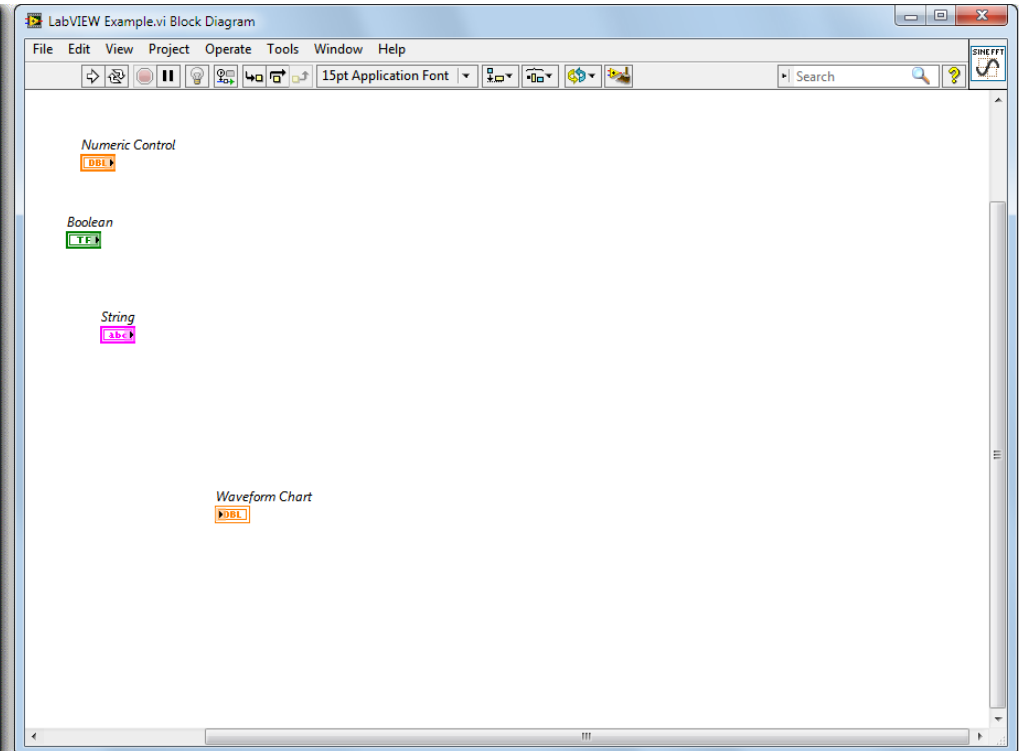 LabVIEW Example.vi Block Diagram
File Edit View Project Operate Tools Window Help
15pt Application Font
Search
SINE FFT
Numeric Control
DBL
Boolean
TF
String
abc
Waveform Chart
DBL